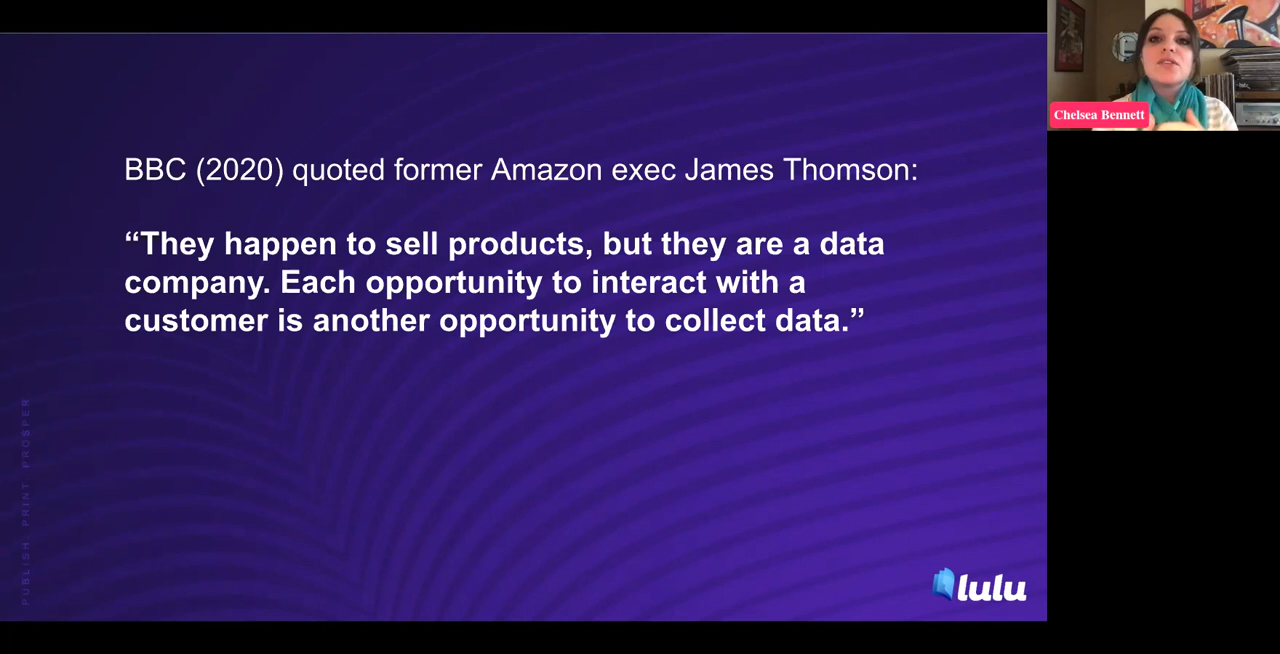 BBC (2020) quoted former Amazon exec James Thomson:
“They happen to sell products, but they are a data
company. Each opportunity to interact with a
customer is another opportunity to collect data.”
PUBLISH PRINT PROSPER
lulu
Chelsea Bennett